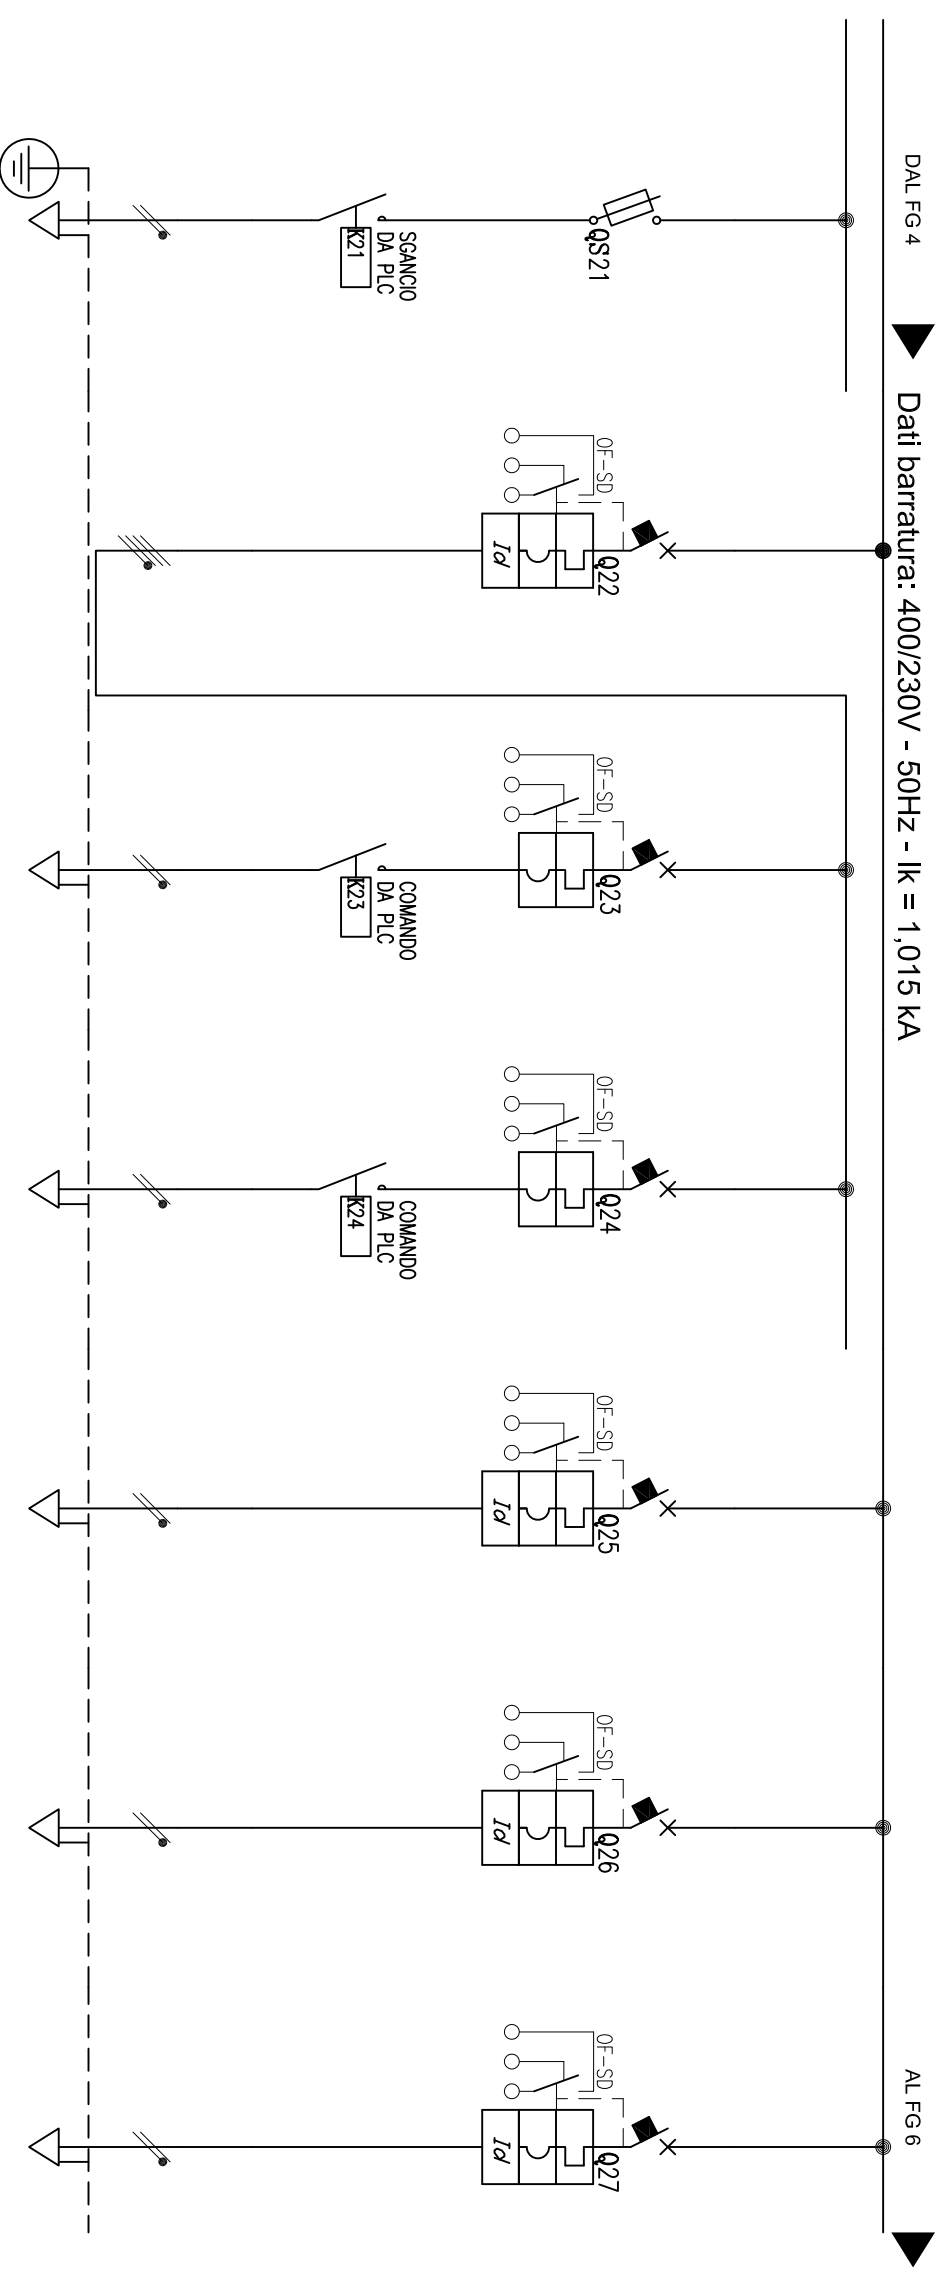 DAL FG 4
Dati barratura: 400/230V - 50Hz - Ik = 1,015 kA
AL FG 6
QS21
SGANCIO
DA PLC
K21
OF-SD
Q22
Id
OF-SD
Q23
COMANDO
DA PLC
K23
OF-SD
Q24
COMANDO
DA PLC
K24
OF-SD
Q25
Id
OF-SD
Q26
Id
OF-SD
Q27
Id